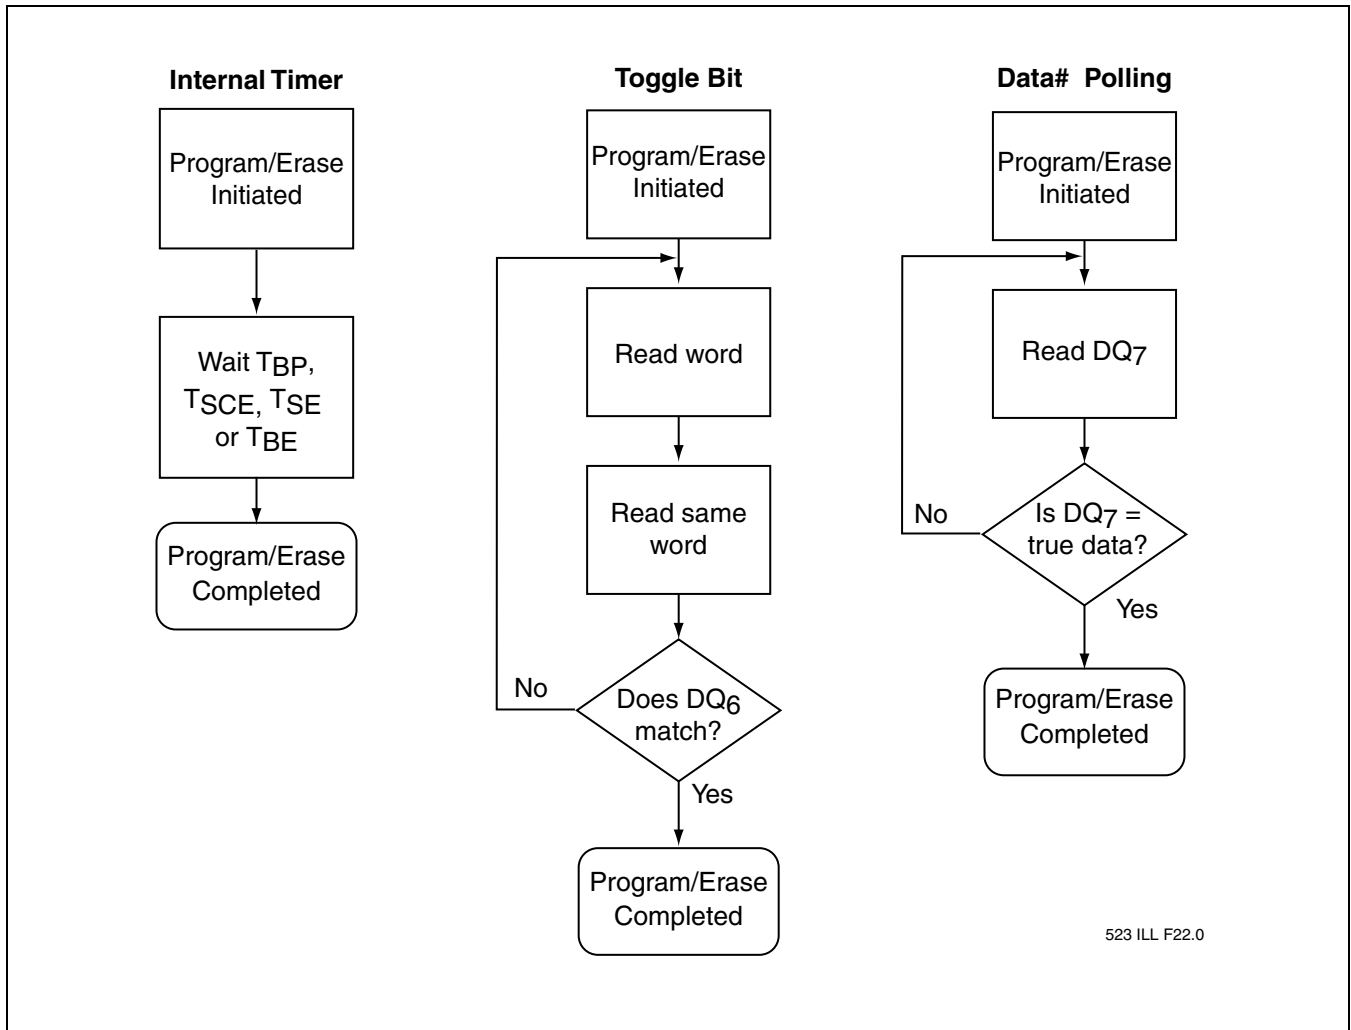 Internal Timer
Program/Erase
Initiated
Wait TBP,
TSCE, TSE
or TBE
Program/Erase
Completed
Toggle Bit
Program/Erase
Initiated
Read word
Read same
word
Does DQ6
match?
No
Yes
Program/Erase
Completed
Data# Polling
Program/Erase
Initiated
Read DQ7
Is DQ7 =
true data?
No
Yes
Program/Erase
Completed
523 ILL F22.0